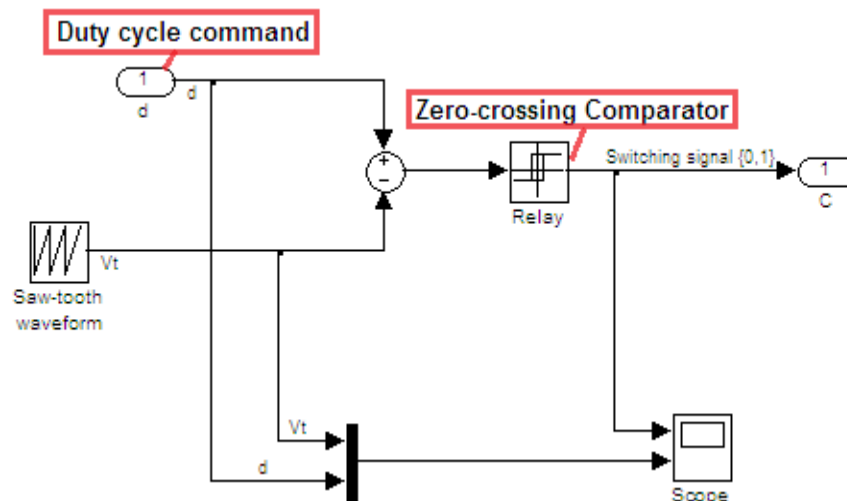 Duty cycle command
1
d
d
Zero-crossing Comparator
Switching signal {0,1}
+
−
Relay
1
C
Vt
Saw-tooth
waveform
Vt
d
Scope